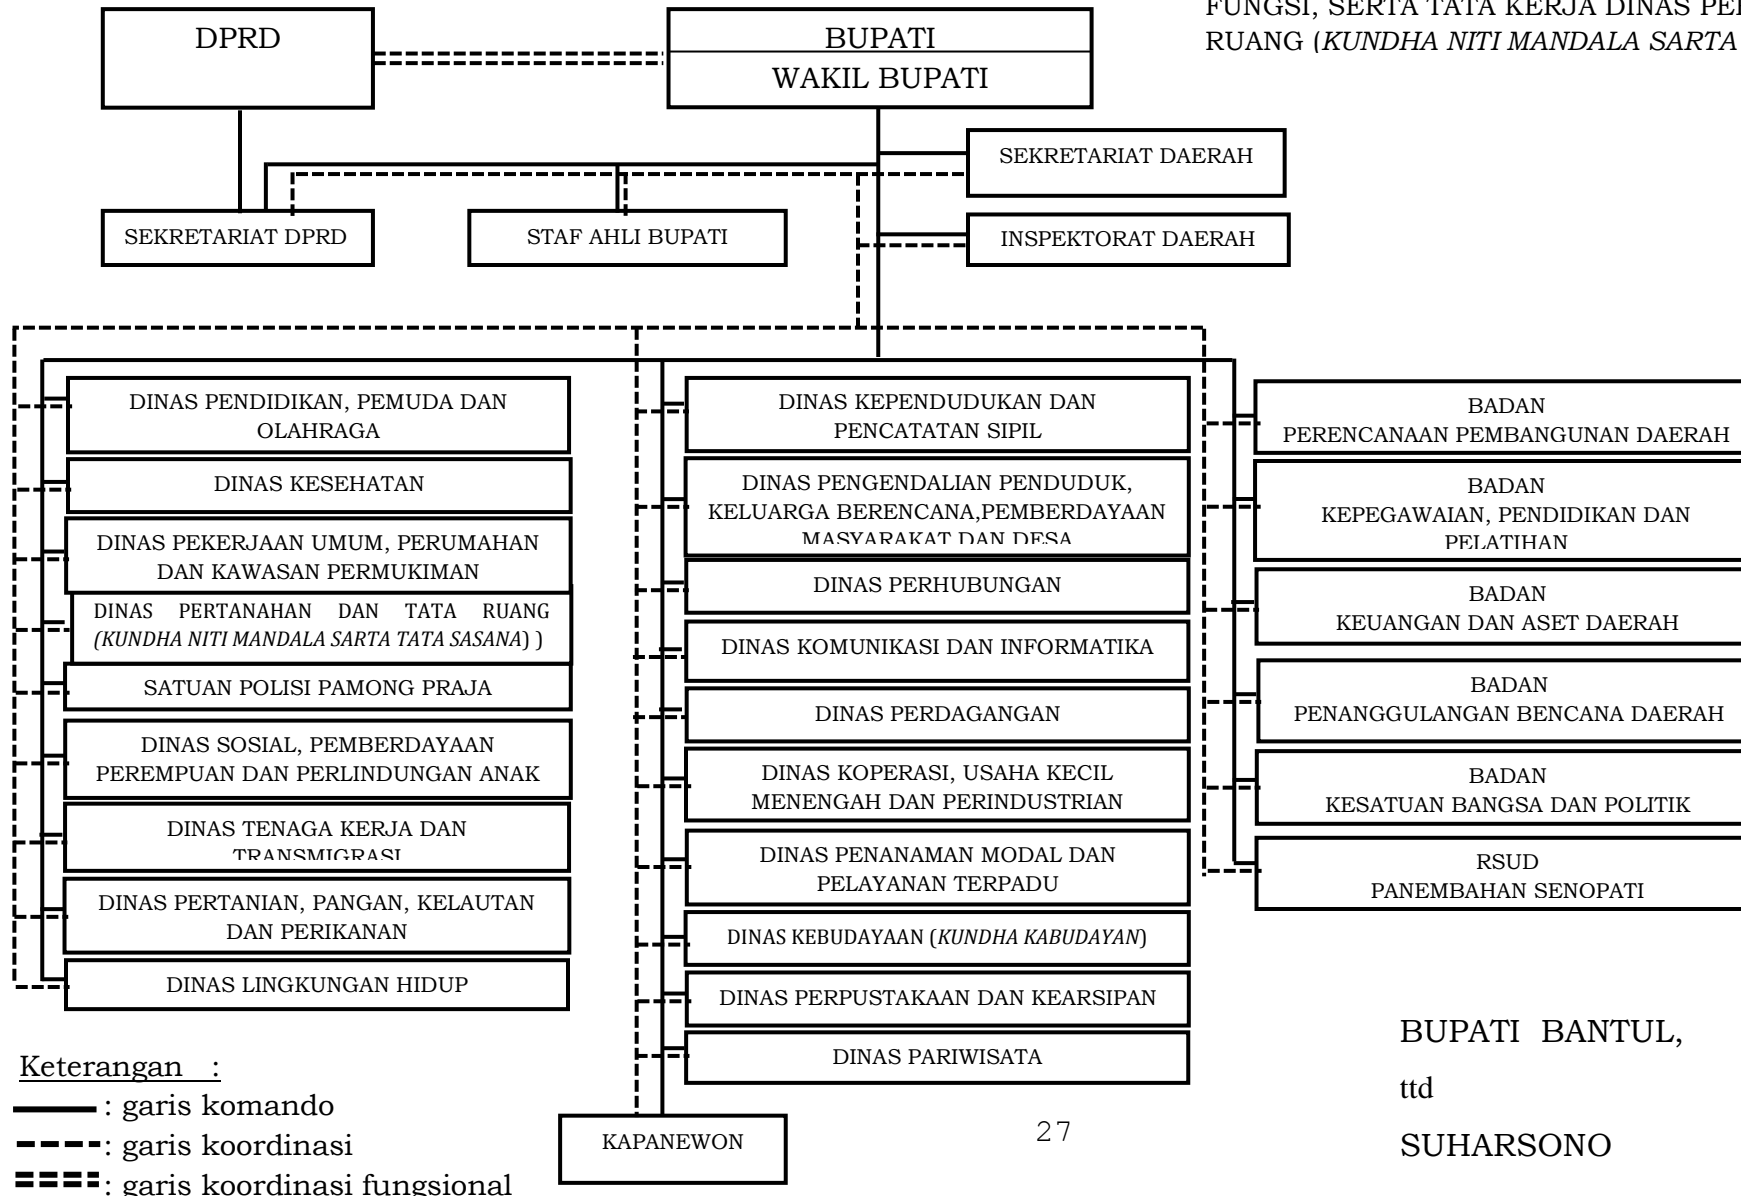 FUNGSI, SERTA TATA KERJA DINAS
RUANG (KUNDHA NITI MANDALA SARTA
DPRD
BUPATI
WAKIL BUPATI
SEKRETARIAT DAERAH
SEKRETARIAT DPRD
STAF AHLI BUPATI
INSPEKTORAT DAERAH
DINAS PENDIDIKAN, PEMUDA DAN
OLAHRAGA
DINAS KESEHATAN
DINAS PEKERJAAN UMUM, PERUMAHAN
DAN KAWASAN PERMUKIMAN
DINAS PERTANAHAN DAN TATA RUANG
(KUNDHA NITI MANDALA SARTA TATA SASANA) )
SATUAN POLISI PAMONG PRAJA
DINAS SOSIAL, PEMBERDAYAAN
PEREMPUAN DAN PERLINDUNGAN ANAK
DINAS TENAGA KERJA DAN
TRANSMIGRASI
DINAS PERTANIAN, PANGAN, KELAUTAN
DAN PERIKANAN
DINAS LINGKUNGAN HIDUP
DINAS KEPENDUDUKAN DAN
PENCATATAN SIPIL
DINAS PENGENDALIAN PENDUDUK,
KELUARGA BERENCANA,PEMBERDAYAAN
MASYARAKAT DAN DESA
DINAS PERHUBUNGAN
DINAS KOMUNIKASI DAN INFORMATIKA
DINAS PERDAGANGAN
DINAS KOPERASI, USAHA KECIL
MENENGAH DAN PERINDUSTRIAN
DINAS PENANAMAN MODAL DAN
PELAYANAN TERPADU
DINAS KEBUDAYAAN (KUNDHA KABUDAYAN)
DINAS PERPUSTAKAAN DAN KEARSIPAN
DINAS PARIWISATA
KAPANEWON
BADAN
PERENCANAAN PEMBANGUNAN DAERAH
BADAN
KEPEGAWAIAN, PENDIDIKAN DAN
PELATIHAN
BADAN
KEUANGAN DAN ASET DAERAH
BADAN
PENANGGULANGAN BENCANA DAERAH
BADAN
KESATUAN BANGSA DAN POLITIK
RSUD
PANEMBAHAN SENOPATI
Keterangan :
: garis komando
: garis koordinasi
: garis koordinasi fungsional
27
BUPATI BANTUL,
ttd
SUHARSONO